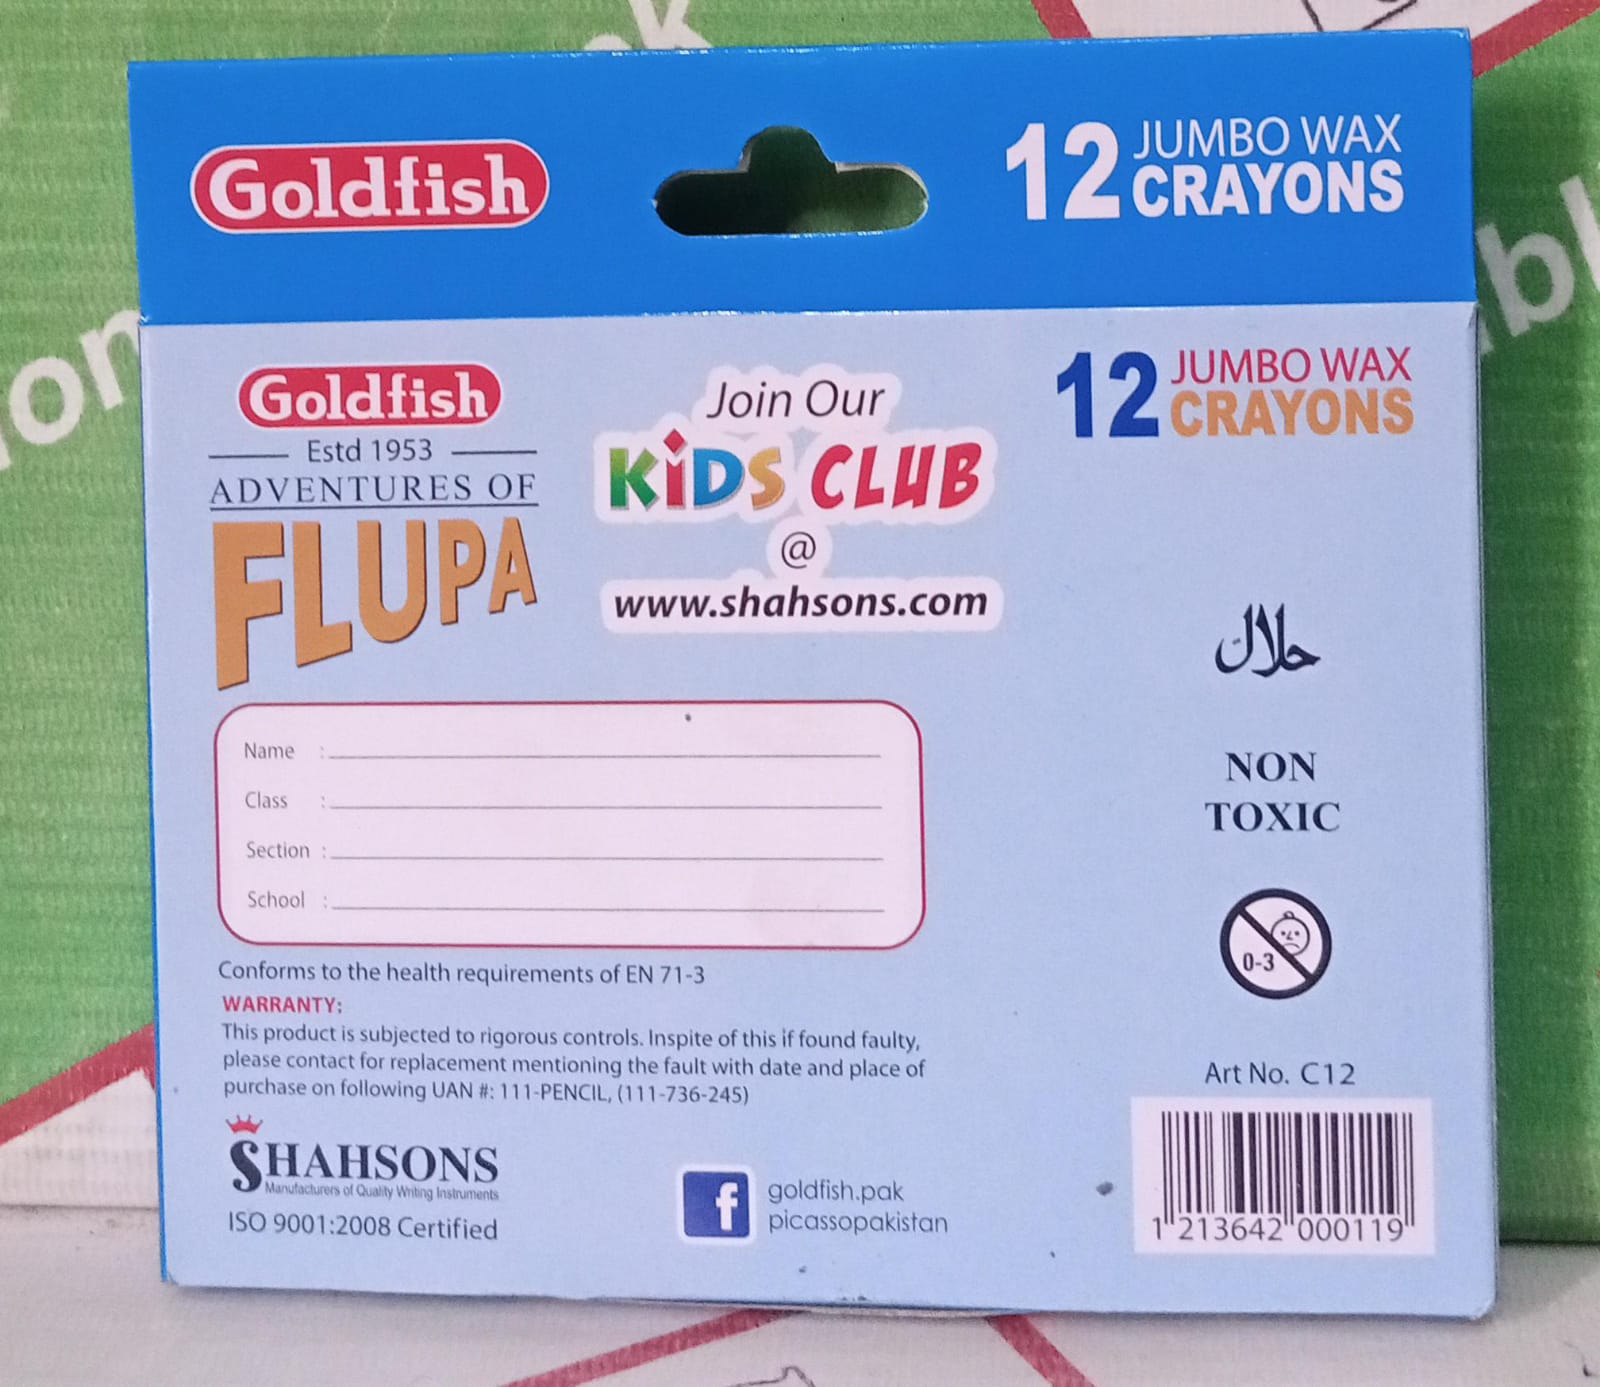 Goldfish
12 JUMBO WAX
CRAYONS
Goldfish
Estd 1953
ADVENTURES OF
FLUPA
Join Our
KiDS CLUB
@
www.shahsons.com
12 JUMBO WAX
CRAYONS
حلال
NON
TOXIC
0-3
Name :
Class :
Section :
School :
Conforms to the health requirements of EN 71-3
WARRANTY:
This product is subjected to rigorous controls. Inspite of this if found faulty,
please contact for replacement mentioning the fault with date and place of
purchase on following UAN #: 111-PENCIL, (111-736-245)
SHAHSONS
Manufacturers of Quality Writing Instruments
ISO 9001:2008 Certified
f
goldfish.pak
picassopakistan
Art No. C12
1 213642 000119